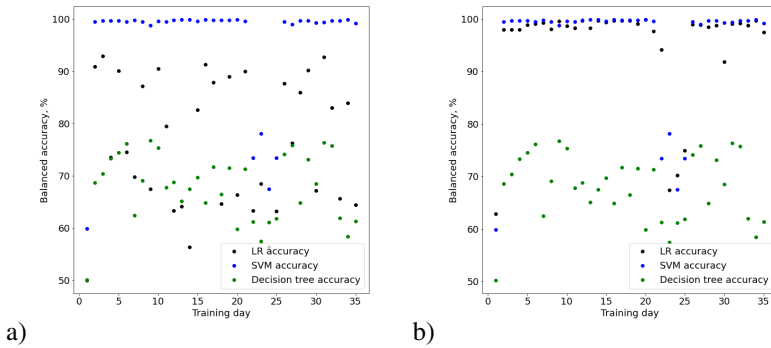 100
90
80
70
60
50
Balanced accuracy, %
0 5 10 15 20 25 30 35
Training day
LR accuracy
SVM accuracy
Decision tree accuracy
a)
100
90
80
70
60
50
Balanced accuracy, %
0 5 10 15 20 25 30 35
Training day
LR accuracy
SVM accuracy
Decision tree accuracy
b)